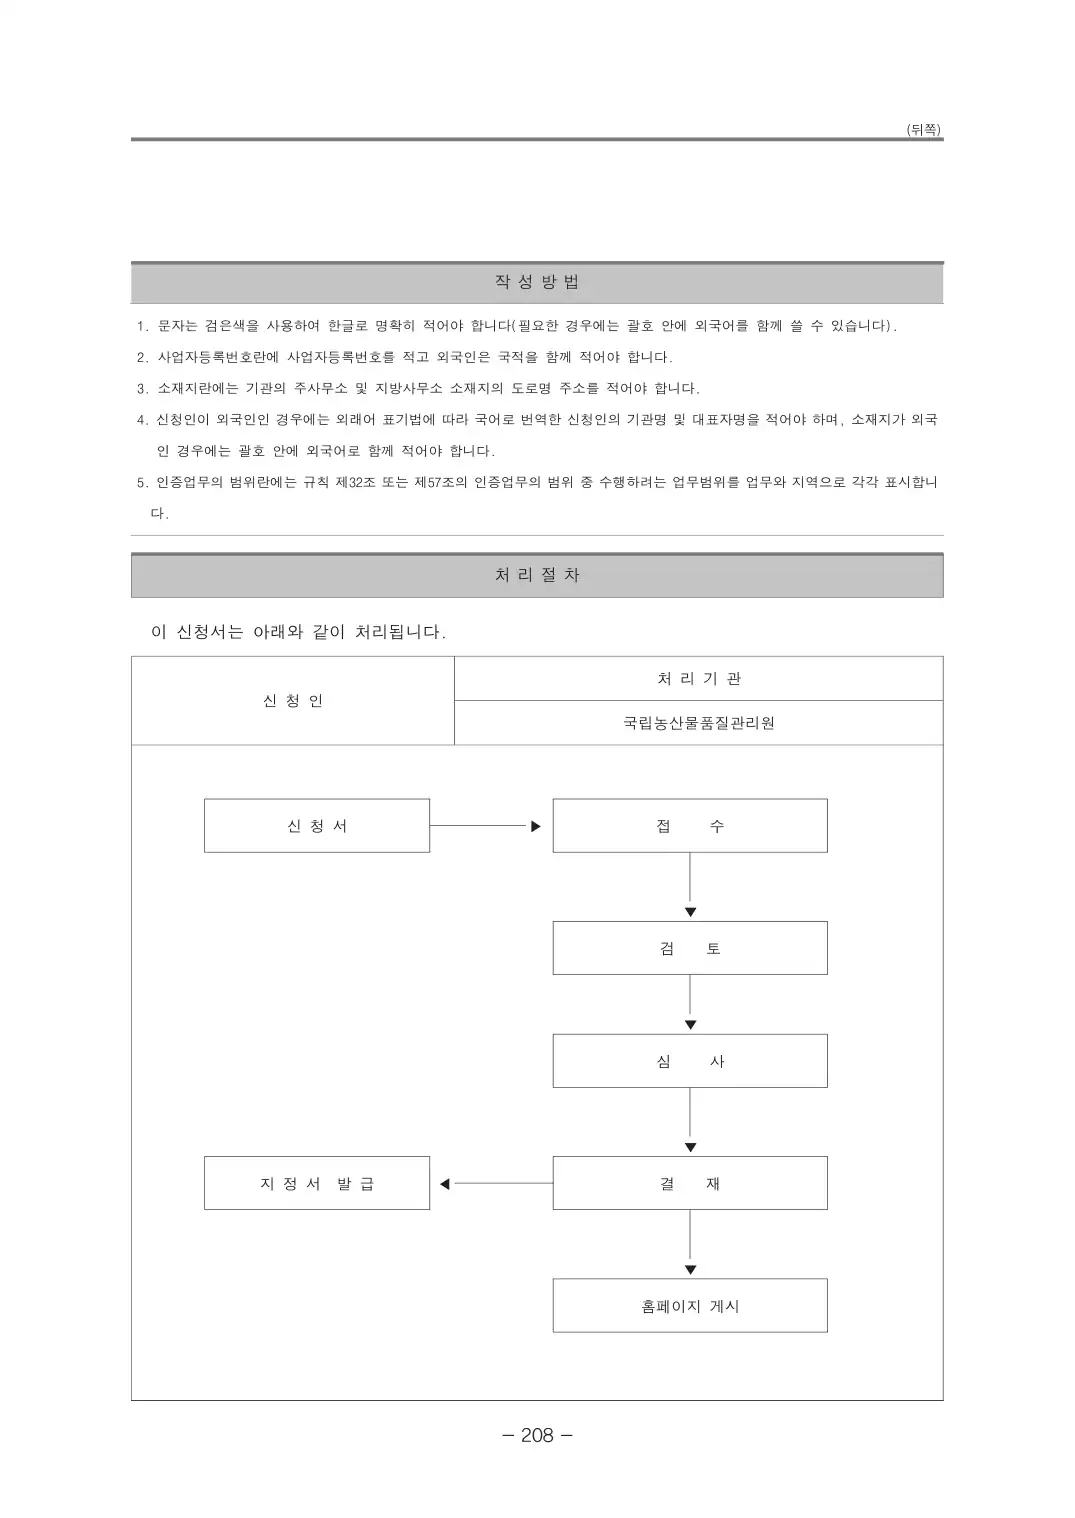 (뒤쪽)
작 성 방 법
1. 문자는 검은색을 사용하여 한글로 명확히 적어야 합니다(필요한 경우에는 괄호 안에 외국어를 함께 쓸 수 있습니다).
2. 사업자등록번호란에 사업자등록번호를 적고 외국인은 국적을 함께 적어야 합니다.
3. 소재지란에는 기관의 주사무소 및 지방사무소 소재지의 도로명 주소를 적어야 합니다.
4. 신청인이 외국인인 경우에는 외래어 표기법에 따라 국어로 번역한 신청인의 기관명 및 대표자명을 적어야 하며, 소재지가 외국
인 경우에는 괄호 안에 외국어로 함께 적어야 합니다.
5. 인증업무의 범위란에는 규칙 제32조 또는 제57조의 인증업무의 범위 중 수행하려는 업무범위를 업무와 지역으로 각각 표시합니
다.
처 리 절 차
이 신청서는 아래와 같이 처리됩니다.
신 청 인
처 리 기 관
국립농산물품질관리원
신 청 서
접 수
검 토
심 사
지 정 서 발 급
결 재
홈페이지 게시
- 208 -